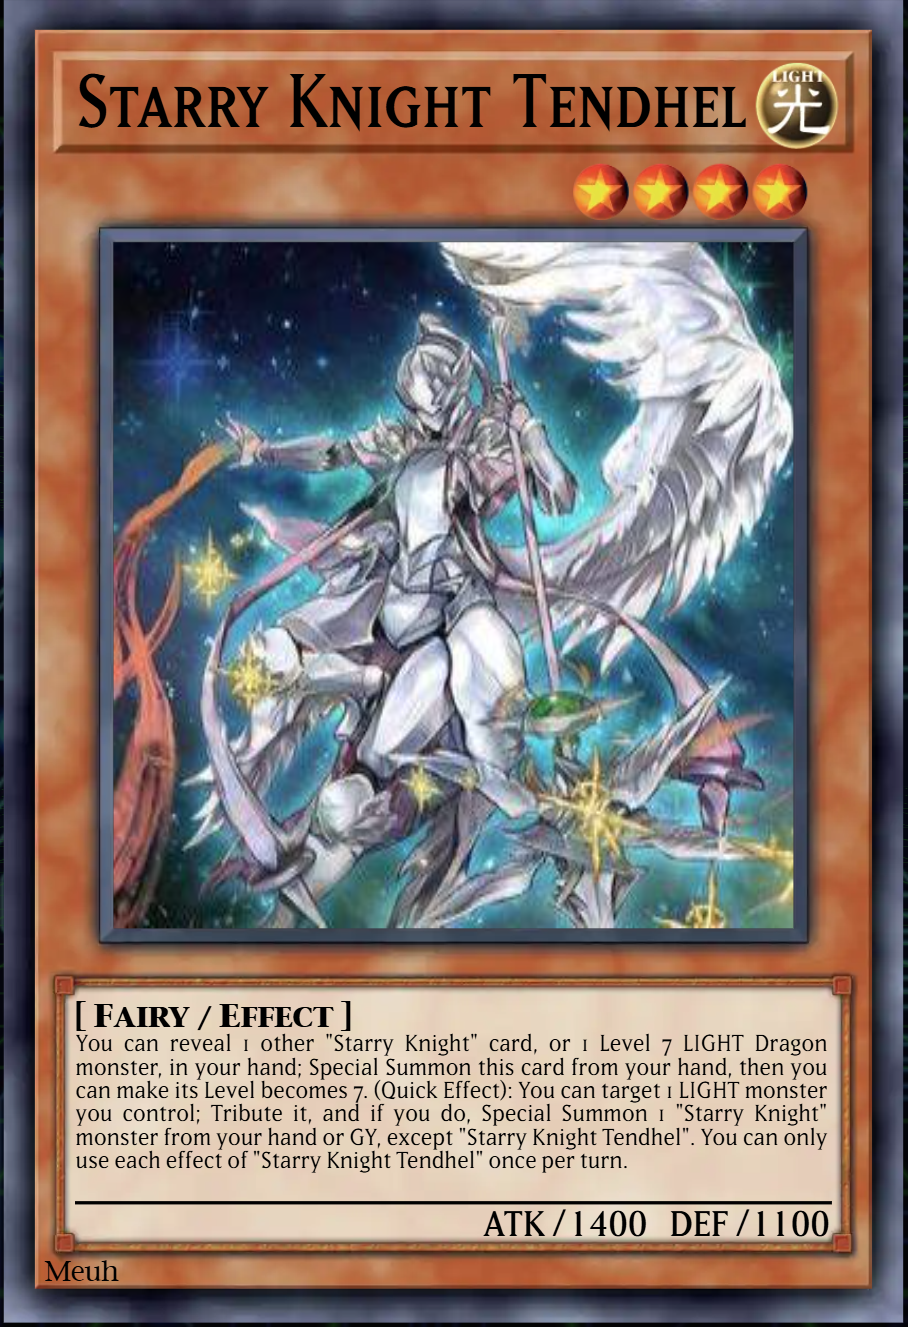 Starry Knight Tendhel
LIGHT
光
[ Fairy / Effect ]
You can reveal 1 other "Starry Knight" card, or 1 Level 7 LIGHT Dragon
monster, in your hand; Special Summon this card from your hand, then you
can make its Level becomes 7. (Quick Effect): You can target 1 LIGHT monster
you control; Tribute it, and if you do, Special Summon 1 "Starry Knight"
monster from your hand or GY, except "Starry Knight Tendhel". You can only
use each effect of "Starry Knight Tendhel" once per turn.
ATK/1400 DEF/1100
Meuh